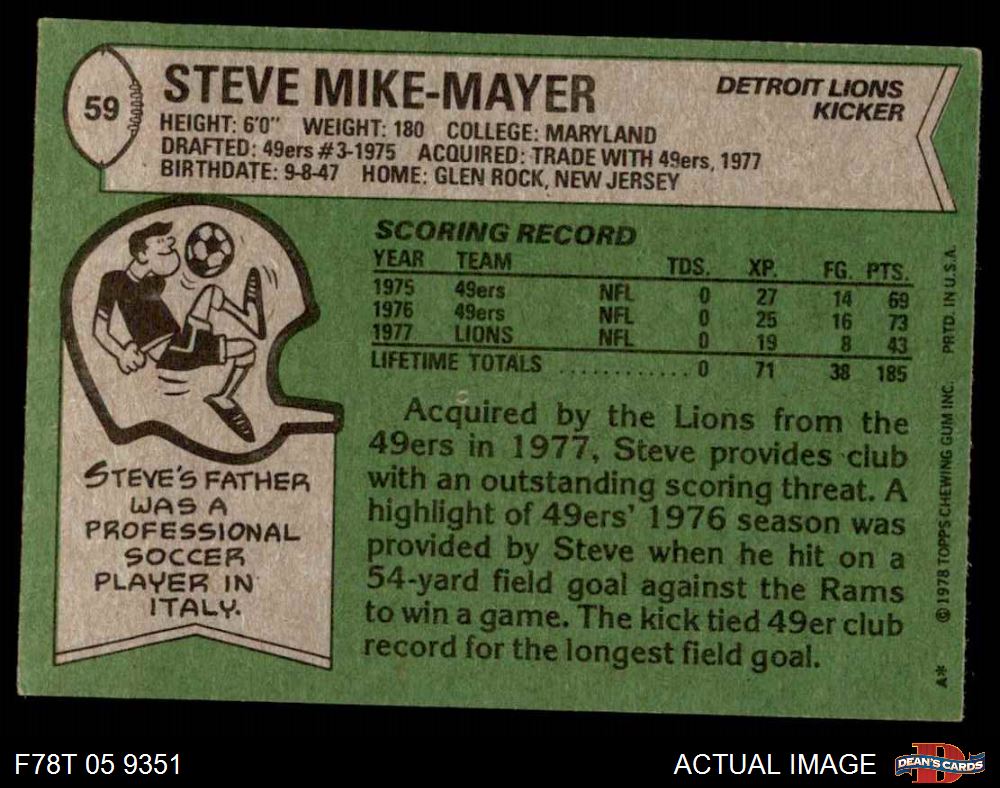 59
STEVE MIKE-MAYER
DETROIT LIONS
KICKER
HEIGHT: 6'0" WEIGHT: 180 COLLEGE: MARYLAND
DRAFTED: 49ers #3-1975 ACQUIRED: TRADE WITH 49ers, 1977
BIRTHDATE: 9-8-47 HOME: GLEN ROCK, NEW JERSEY
SCORING RECORD
YEAR TEAM TDS. XP. FG. PTS.
1975 49ers NFL 0 27 14 69
1976 49ers NFL 0 25 16 73
1977 LIONS NFL 0 19 8 43
LIFETIME TOTALS ............ 0 71 38 185
Acquired by the Lions from the
49ers in 1977, Steve provides club
with an outstanding scoring threat. A
highlight of 49ers' 1976 season was
provided by Steve when he hit on a
54-yard field goal against the Rams
to win a game. The kick tied 49er club
record for the longest field goal.
STEVE'S FATHER
WAS A
PROFESSIONAL
SOCCER
PLAYER IN
ITALY.
A* © 1978 TOPPS CHEWING GUM INC. PRTD. IN U.S.A.
F78T 05 9351
ACTUAL IMAGE
DEAN'S CARDS